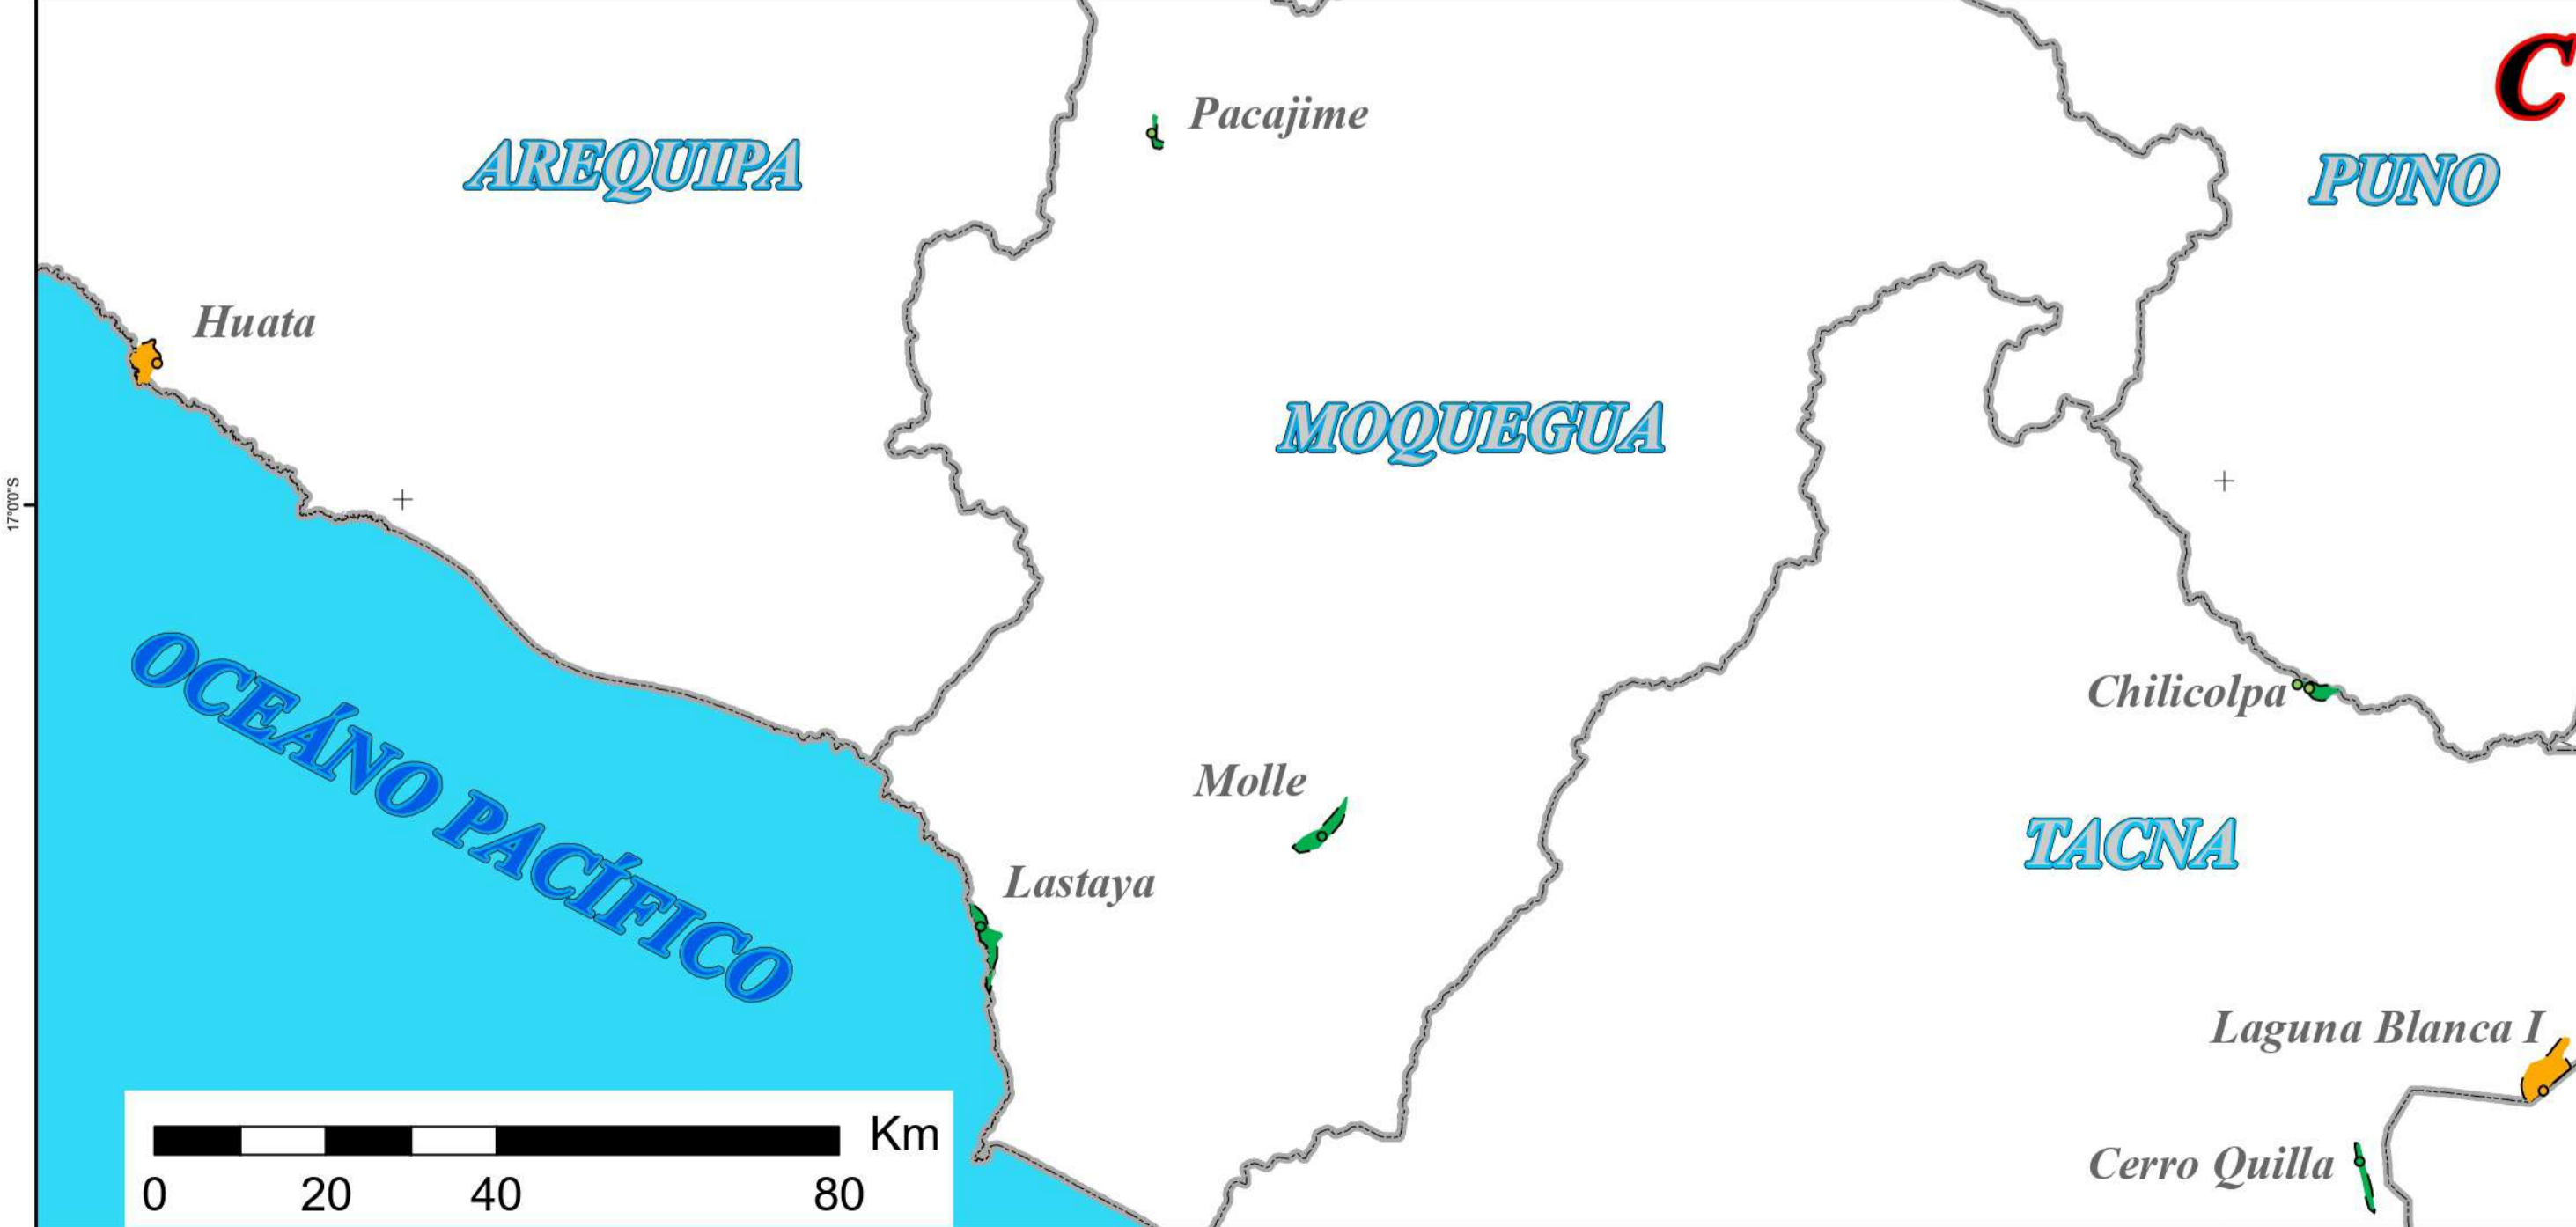 C
Pacajime
AREQUIPA
PUNO
Huata
MOQUEGUA
17°0'0"S
OCEÁNO PACÍFICO
Chilicolpa
Molle
TACNA
Lastaya
Laguna Blanca I
Km
Cerro Quilla
0 20 40 80